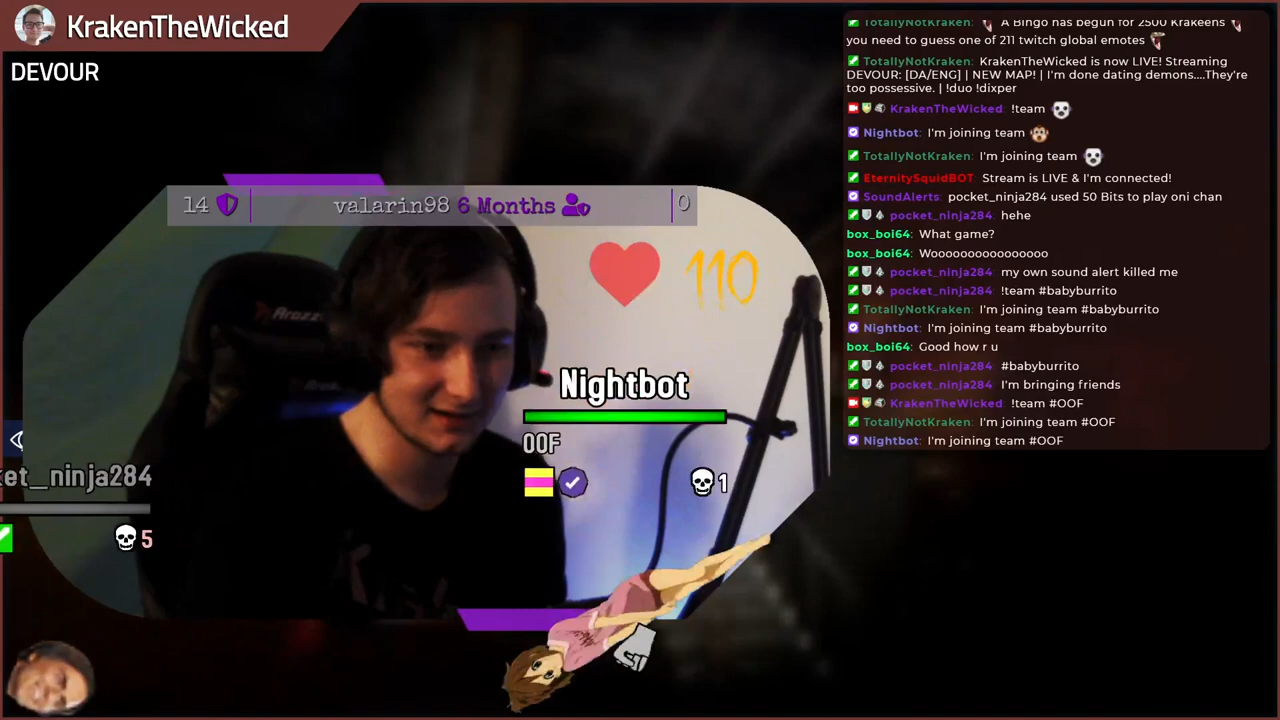 KrakenTheWicked
DEVOUR
14
valarin98 6 Months
0
110
Nightbot
OOF
1
ket_ninja284
5
TotallyNotKraken: A Bingo has begun for 2500 Krakeens
you need to guess one of 211 twitch global emotes
TotallyNotKraken: KrakenTheWicked is now LIVE! Streaming
DEVOUR: [DA/ENG] | NEW MAP! | I'm done dating demons....They're
too possessive. | !duo !dixper
KrakenTheWicked: !team
Nightbot: I'm joining team
TotallyNotKraken: I'm joining team
EternitySquidBOT: Stream is LIVE & I'm connected!
SoundAlerts: pocket_ninja284 used 50 Bits to play oni chan
pocket_ninja284: hehe
box_boi64: What game?
box_boi64: Wooooooooooooooo
pocket_ninja284: my own sound alert killed me
pocket_ninja284: !team #babyburrito
TotallyNotKraken: I'm joining team #babyburrito
Nightbot: I'm joining team #babyburrito
box_boi64: Good how r u
pocket_ninja284: #babyburrito
pocket_ninja284: I'm bringing friends
KrakenTheWicked: !team #OOF
TotallyNotKraken: I'm joining team #OOF
Nightbot: I'm joining team #OOF